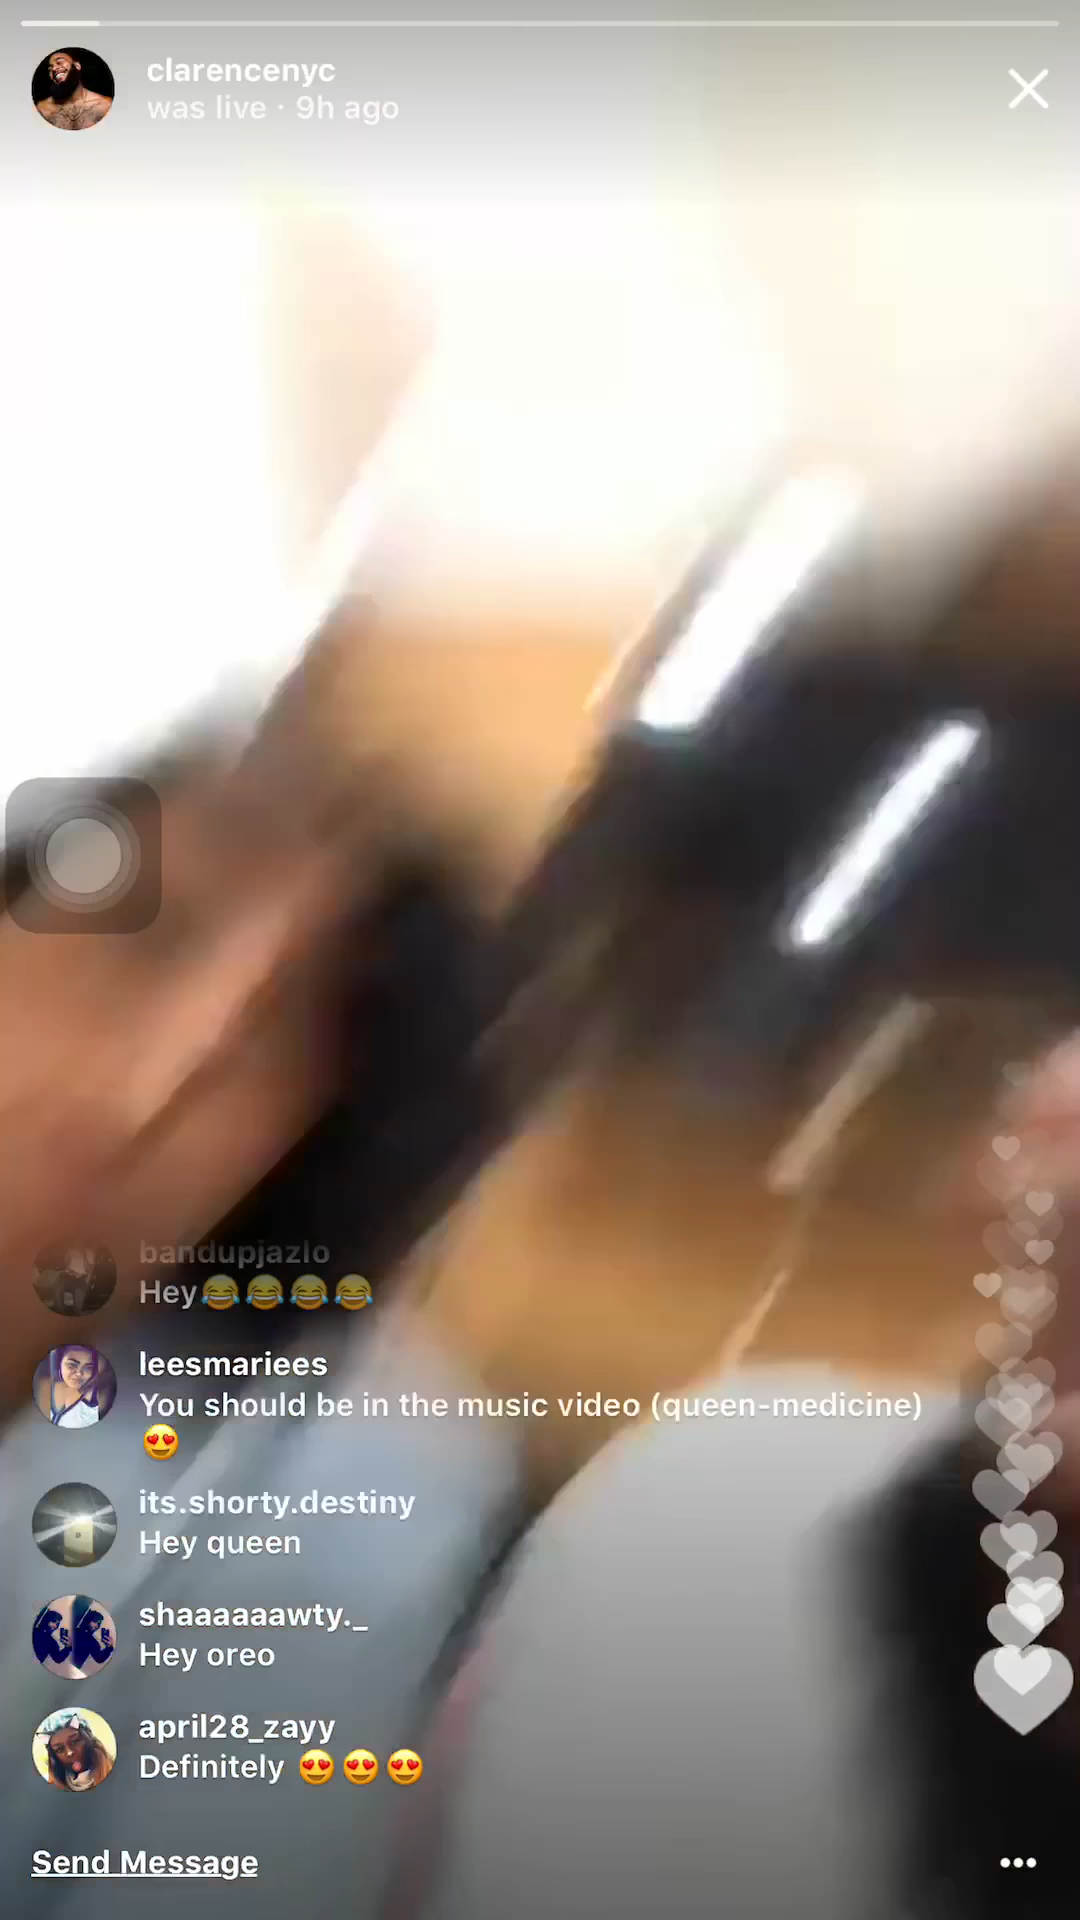 clarencenyc
was live · 9h ago
bandupjazlo
Hey😂😂😂😂
leesmariees
You should be in the music video (queen-medicine)
😍
its.shorty.destiny
Hey queen
shaaaaaawty._
Hey oreo
april28_zayy
Definitely 😍😍😍
Send Message